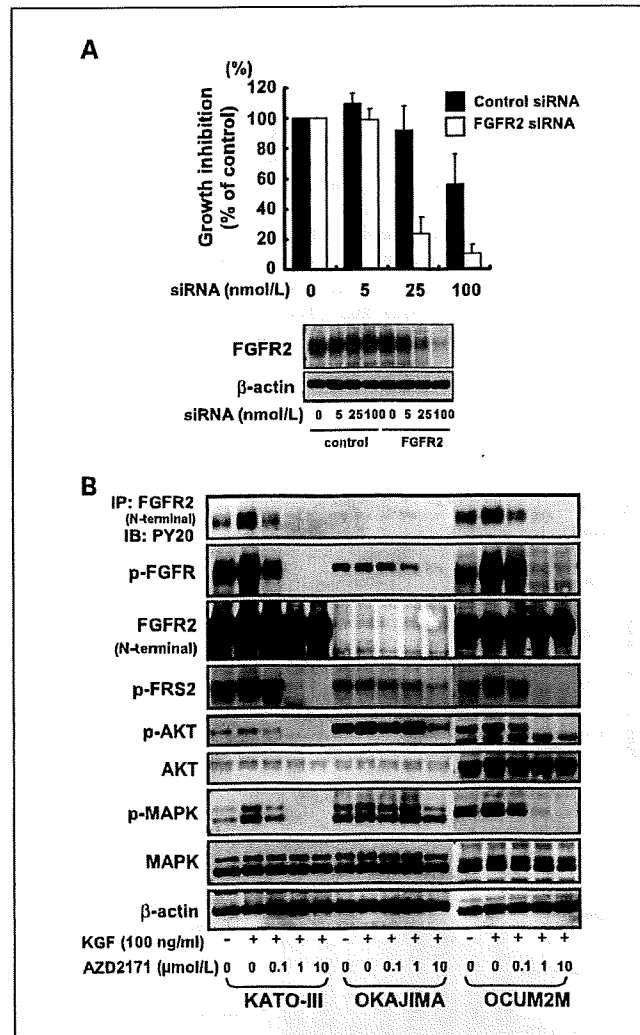 A
(%)
120
100
80
60
40
20
0
Growth inhibition
(% of control)
Control siRNA
FGFR2 siRNA
siRNA (nmol/L) 0 5 25 100
FGFR2
β-actin
siRNA (nmol/L) 0 5 25 100 0 5 25 100
control FGFR2
B
IP: FGFR2
(N-terminal)
IB: PY20
p-FGFR
FGFR2
(N-terminal)
p-FRS2
p-AKT
AKT
p-MAPK
MAPK
β-actin
KGF (100 ng/ml) - + + + + - + + + + - + + + +
AZD2171 (μmol/L) 0 0 0.1 1 10 0 0 0.1 1 10 0 0 0.1 1 10
KATO-III OKAJIMA OCUM2M